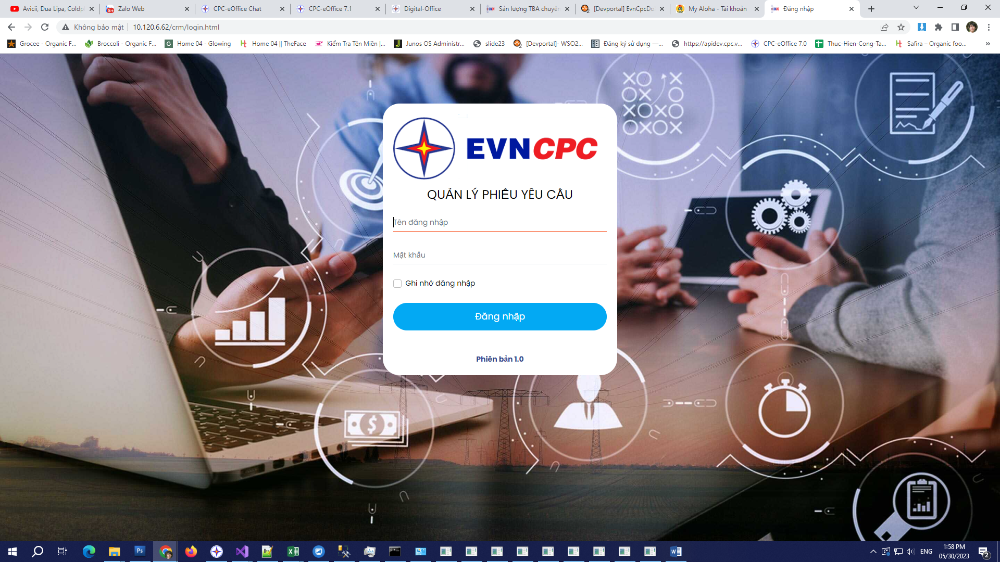 Avicii, Dua Lipa, Coldpl
Zalo Web
CPC-eOffice Chat
CPC-eOffice 7.1
Digital-Office
Sản lượng TBA chuyên
[Devportal] EvnCpcDo
My Aloha - Tài khoản
Đăng nhập
Không bảo mật
10.120.6.62/crm/login.html
Grocee - Organic F...
Broccoli - Organic F...
Home 04 - Glowing
Home 04 || TheFace
Kiểm Tra Tên Miền |...
Junos OS Administr...
slide23
[Devportal]- WSO2...
Đăng ký sử dụng —...
https://apidev.cpc.v...
CPC-eOffice 7.0
Thuc-Hien-Cong-Ta...
Safira – Organic foo...
EVNCPC
QUẢN LÝ PHIẾU YÊU CẦU
Tên đăng nhập
Mật khẩu
Ghi nhớ đăng nhập
Đăng nhập
Phiên bản 1.0
ENG
1:58 PM
05/30/2023
2